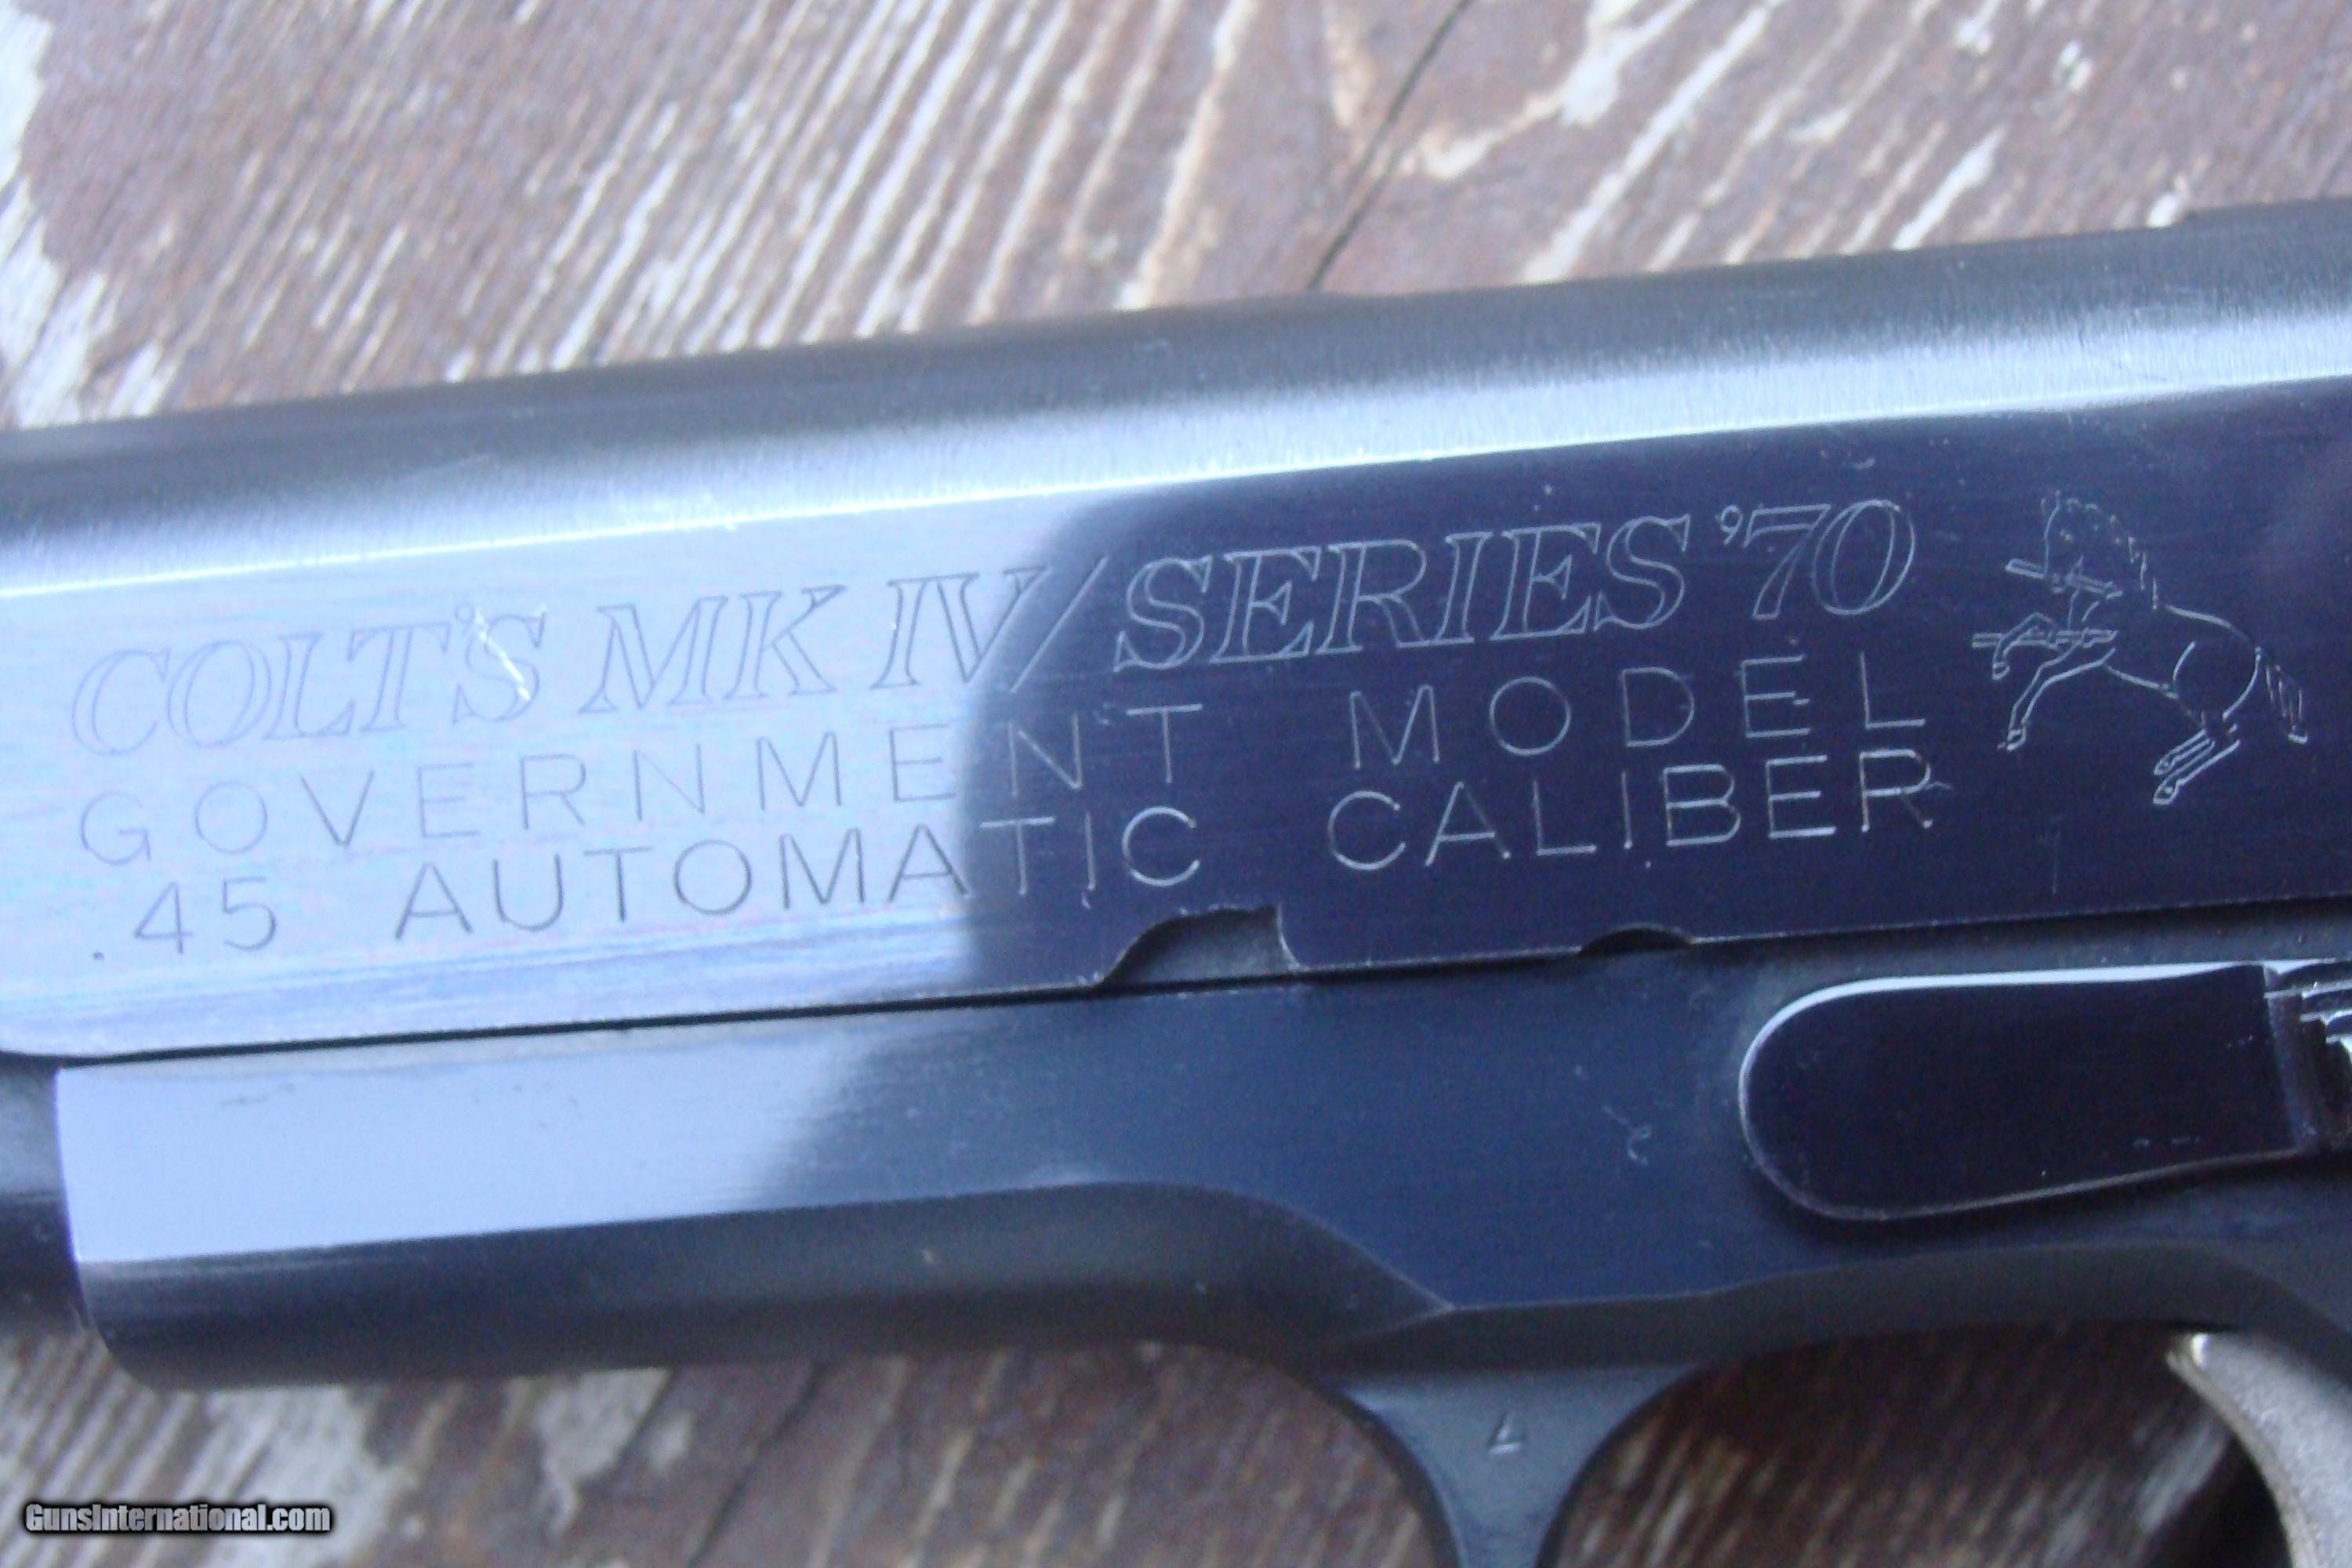 COLT'S MK IV/SERIES '70
GOVERNMENT MODEL
.45 AUTOMATIC CALIBER
GunsInternational.com